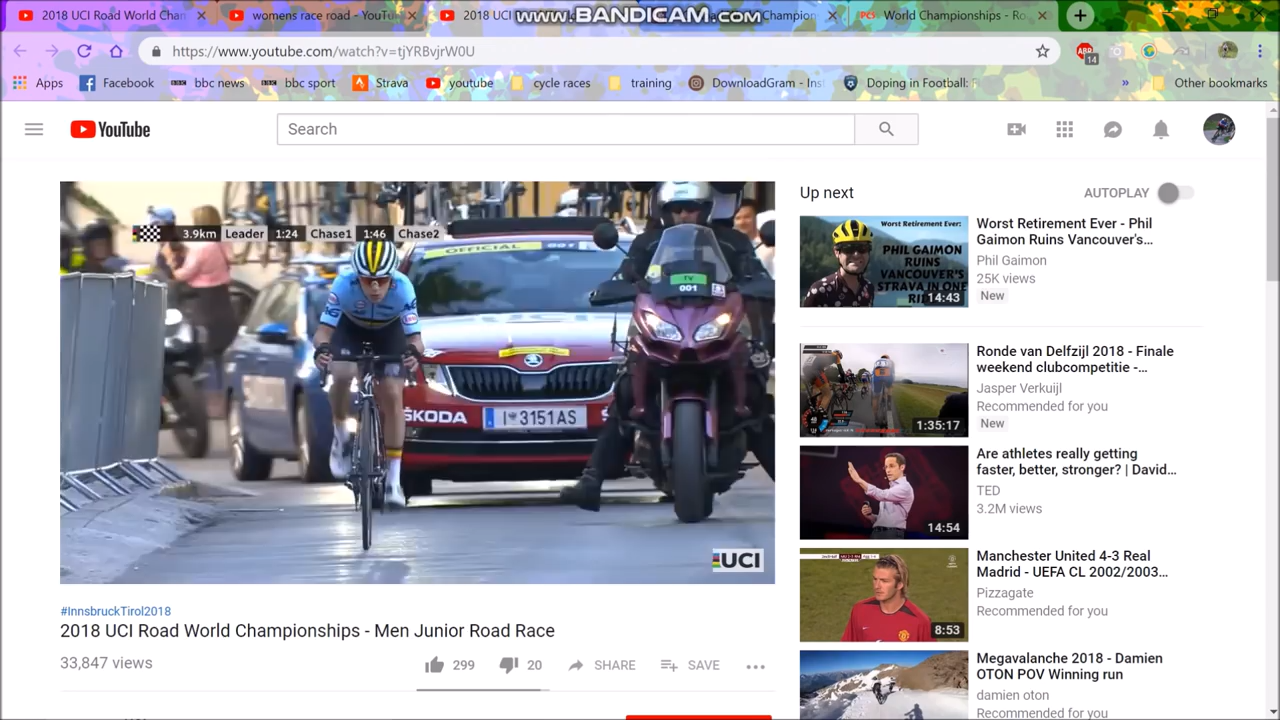 2018 UCI Road World Cham
womens race road - YouTu
2018 UCI
www.BANDICAM.com
Champion
PCS World Championships - Ro
https://www.youtube.com/watch?v=tjYRBvjrW0U
ABP
14
Apps
Facebook
BBC bbc news
BBC bbc sport
Strava
youtube
cycle races
training
DownloadGram - Inst
Doping in Football: F
»
Other bookmarks
YouTube
Search
3.9km Leader 1:24 Chase1 1:46 Chase2
OFFICIAL
TV
001
ŠKODA
I 3151AS
UCI
#InnsbruckTirol2018
2018 UCI Road World Championships - Men Junior Road Race
33,847 views
299
20
SHARE
SAVE
Up next
AUTOPLAY
Worst Retirement Ever:
PHIL GAIMON
RUINS
VANCOUVER'S
STRAVA IN ONE
14:43
Worst Retirement Ever - Phil
Gaimon Ruins Vancouver's...
Phil Gaimon
25K views
New
1:35:17
Ronde van Delfzijl 2018 - Finale
weekend clubcompetitie -...
Jasper Verkuijl
Recommended for you
New
14:54
Are athletes really getting
faster, better, stronger? | David...
TED
3.2M views
8:53
Manchester United 4-3 Real
Madrid - UEFA CL 2002/2003...
Pizzagate
Recommended for you
Megavalanche 2018 - Damien
OTON POV Winning run
damien oton
Recommended for you